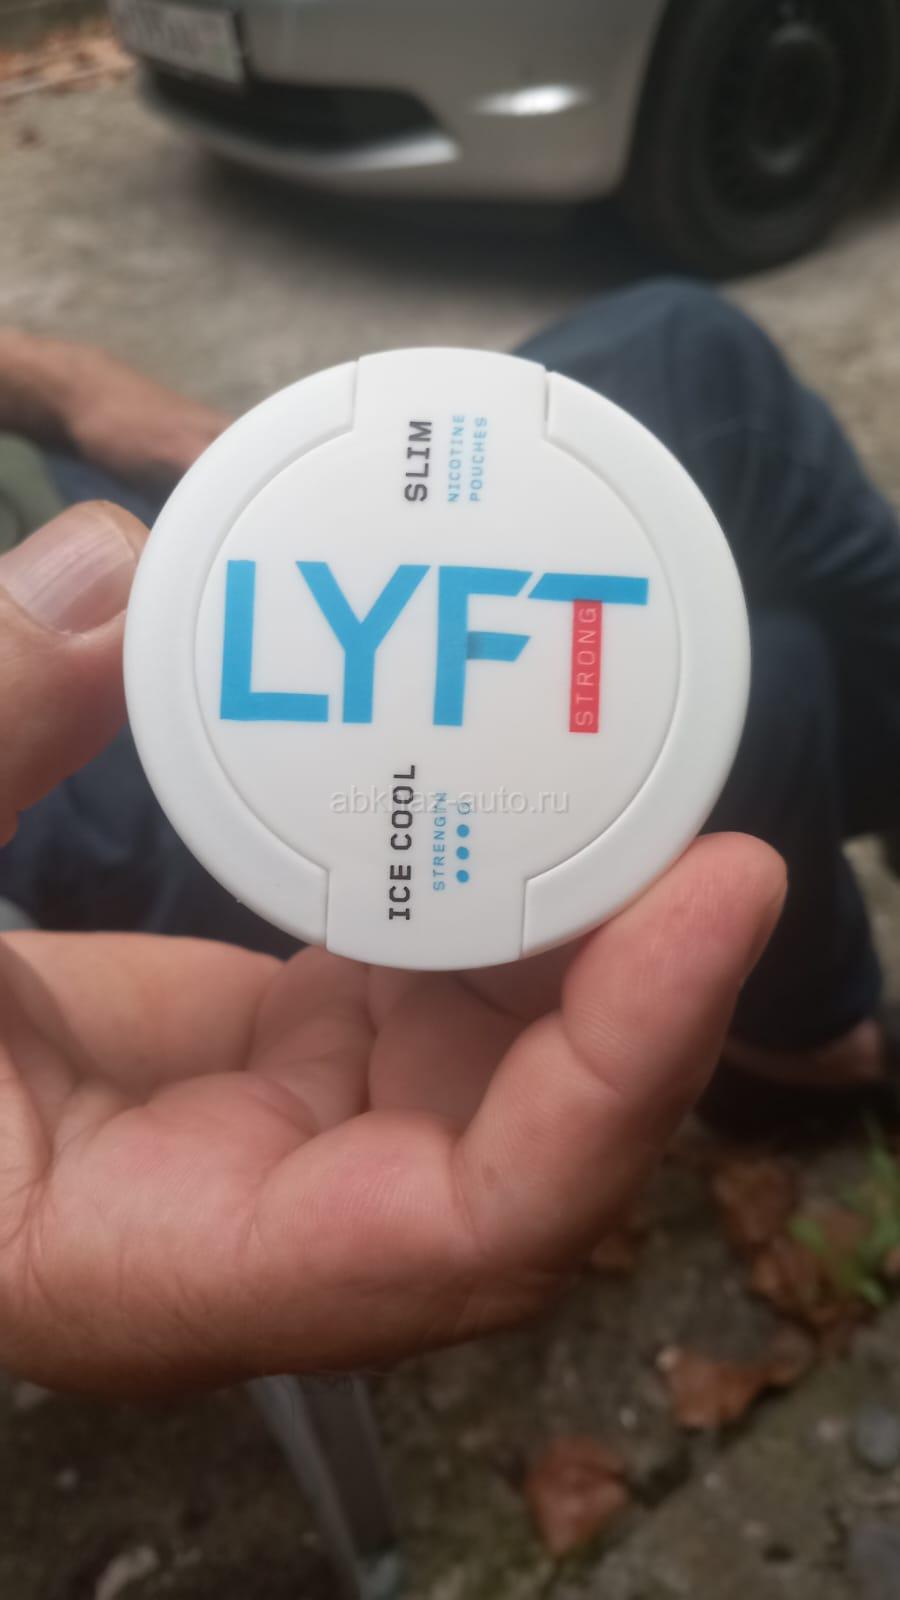 SLIM
NICOTINE
POUCHES
LYFT
STRONG
ICE COOL
STRENGTH
abkhaz-auto.ru